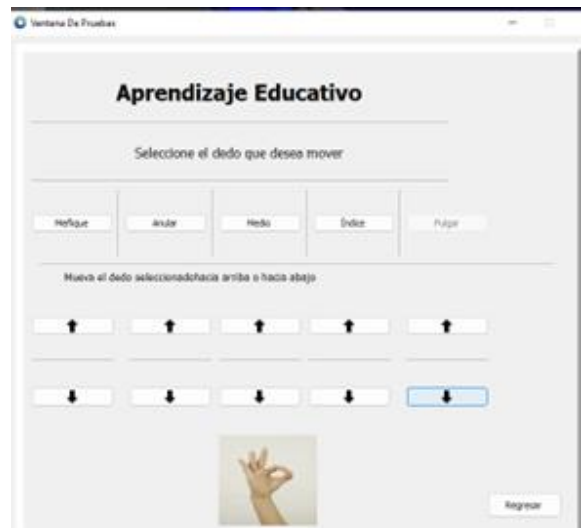 Ventana De Pruebas
Aprendizaje Educativo
Seleccione el dedo que desea mover
Meñique Anular Medio Índice Pulgar
Mueva el dedo seleccionadohacia arriba o hacia abajo
Regresar